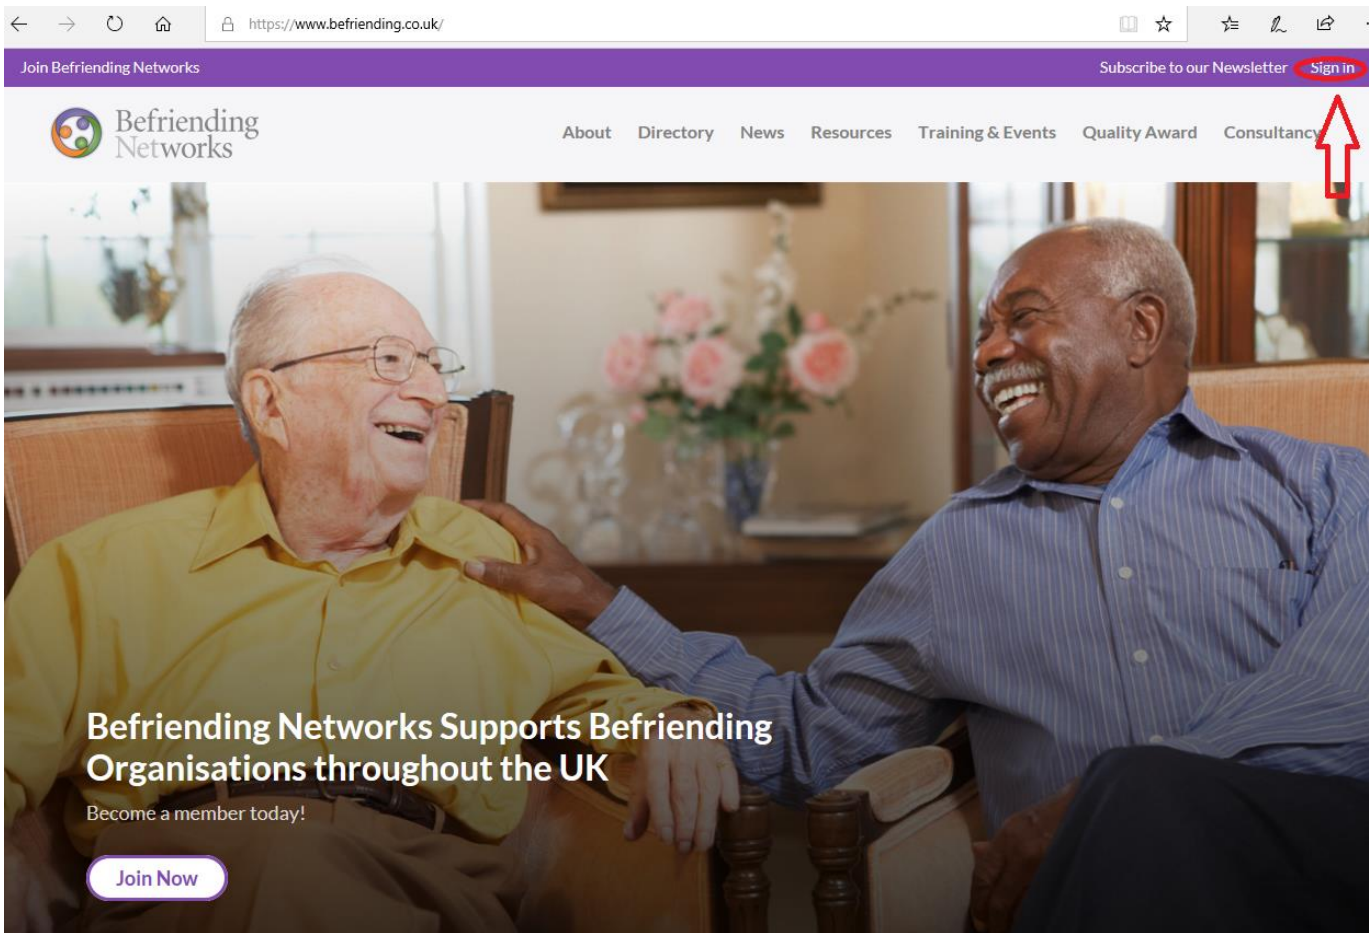 https://www.befriending.co.uk/
Join Befriending Networks
Subscribe to our Newsletter
Sign in
Befriending
Networks
About
Directory
News
Resources
Training & Events
Quality Award
Consultancy
Befriending Networks Supports Befriending
Organisations throughout the UK
Become a member today!
Join Now